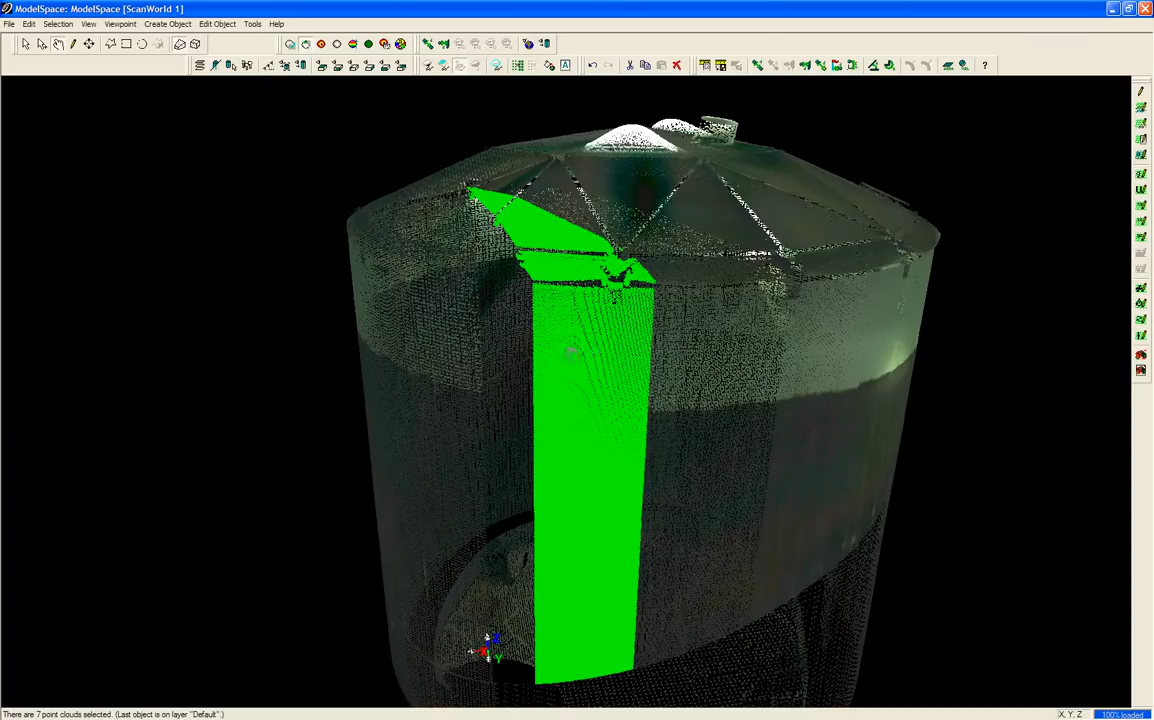 ModelSpace: ModelSpace [ScanWorld 1]
File Edit Selection View Viewpoint Create Object Edit Object Tools Help
X
Y
Z
There are 7 point clouds selected. (Last object is on layer "Default".)
X, Y, Z
100% loaded